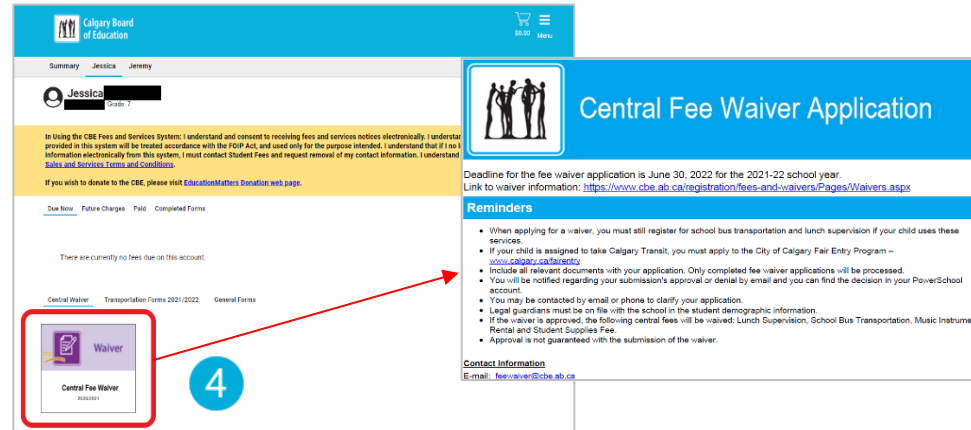 Calgary Board
of Education
$0.00 Menu
Summary Jessica Jeremy
Jessica
Grade: 7
In Using the CBE Fees and Services System: I understand and consent to receiving fees and services notices electronically. I understar
provided in this system will be treated accordance with the FOIP Act, and used only for the purpose intended. I understand that if I no l
information electronically from this system, I must contact Student Fees and request removal of my contact information. I understand
Sales and Services Terms and Conditions.
If you wish to donate to the CBE, please visit EducationMatters Donation web page.
Due Now Future Charges Paid Completed Forms
There are currently no fees due on this account.
Central Waiver Transportation Forms 2021/2022 General Forms
Waiver
Central Fee Waiver
2020/2021
4
Central Fee Waiver Application
Deadline for the fee waiver application is June 30, 2022 for the 2021-22 school year.
Link to waiver information: https://www.cbe.ab.ca/registration/fees-and-waivers/Pages/Waivers.aspx
Reminders
• When applying for a waiver, you must still register for school bus transportation and lunch supervision if your child uses these
services.
• If your child is assigned to take Calgary Transit, you must apply to the City of Calgary Fair Entry Program –
www.calgary.ca/fairentry
• Include all relevant documents with your application. Only completed fee waiver applications will be processed.
• You will be notified regarding your submission's approval or denial by email and you can find the decision in your PowerSchool
account.
• You may be contacted by email or phone to clarify your application.
• Legal guardians must be on file with the school in the student demographic information.
• If the waiver is approved, the following central fees will be waived: Lunch Supervision, School Bus Transportation, Music Instrume
Rental and Student Supplies Fee.
• Approval is not guaranteed with the submission of the waiver.
Contact Information
E-mail: feewaiver@cbe.ab.ca